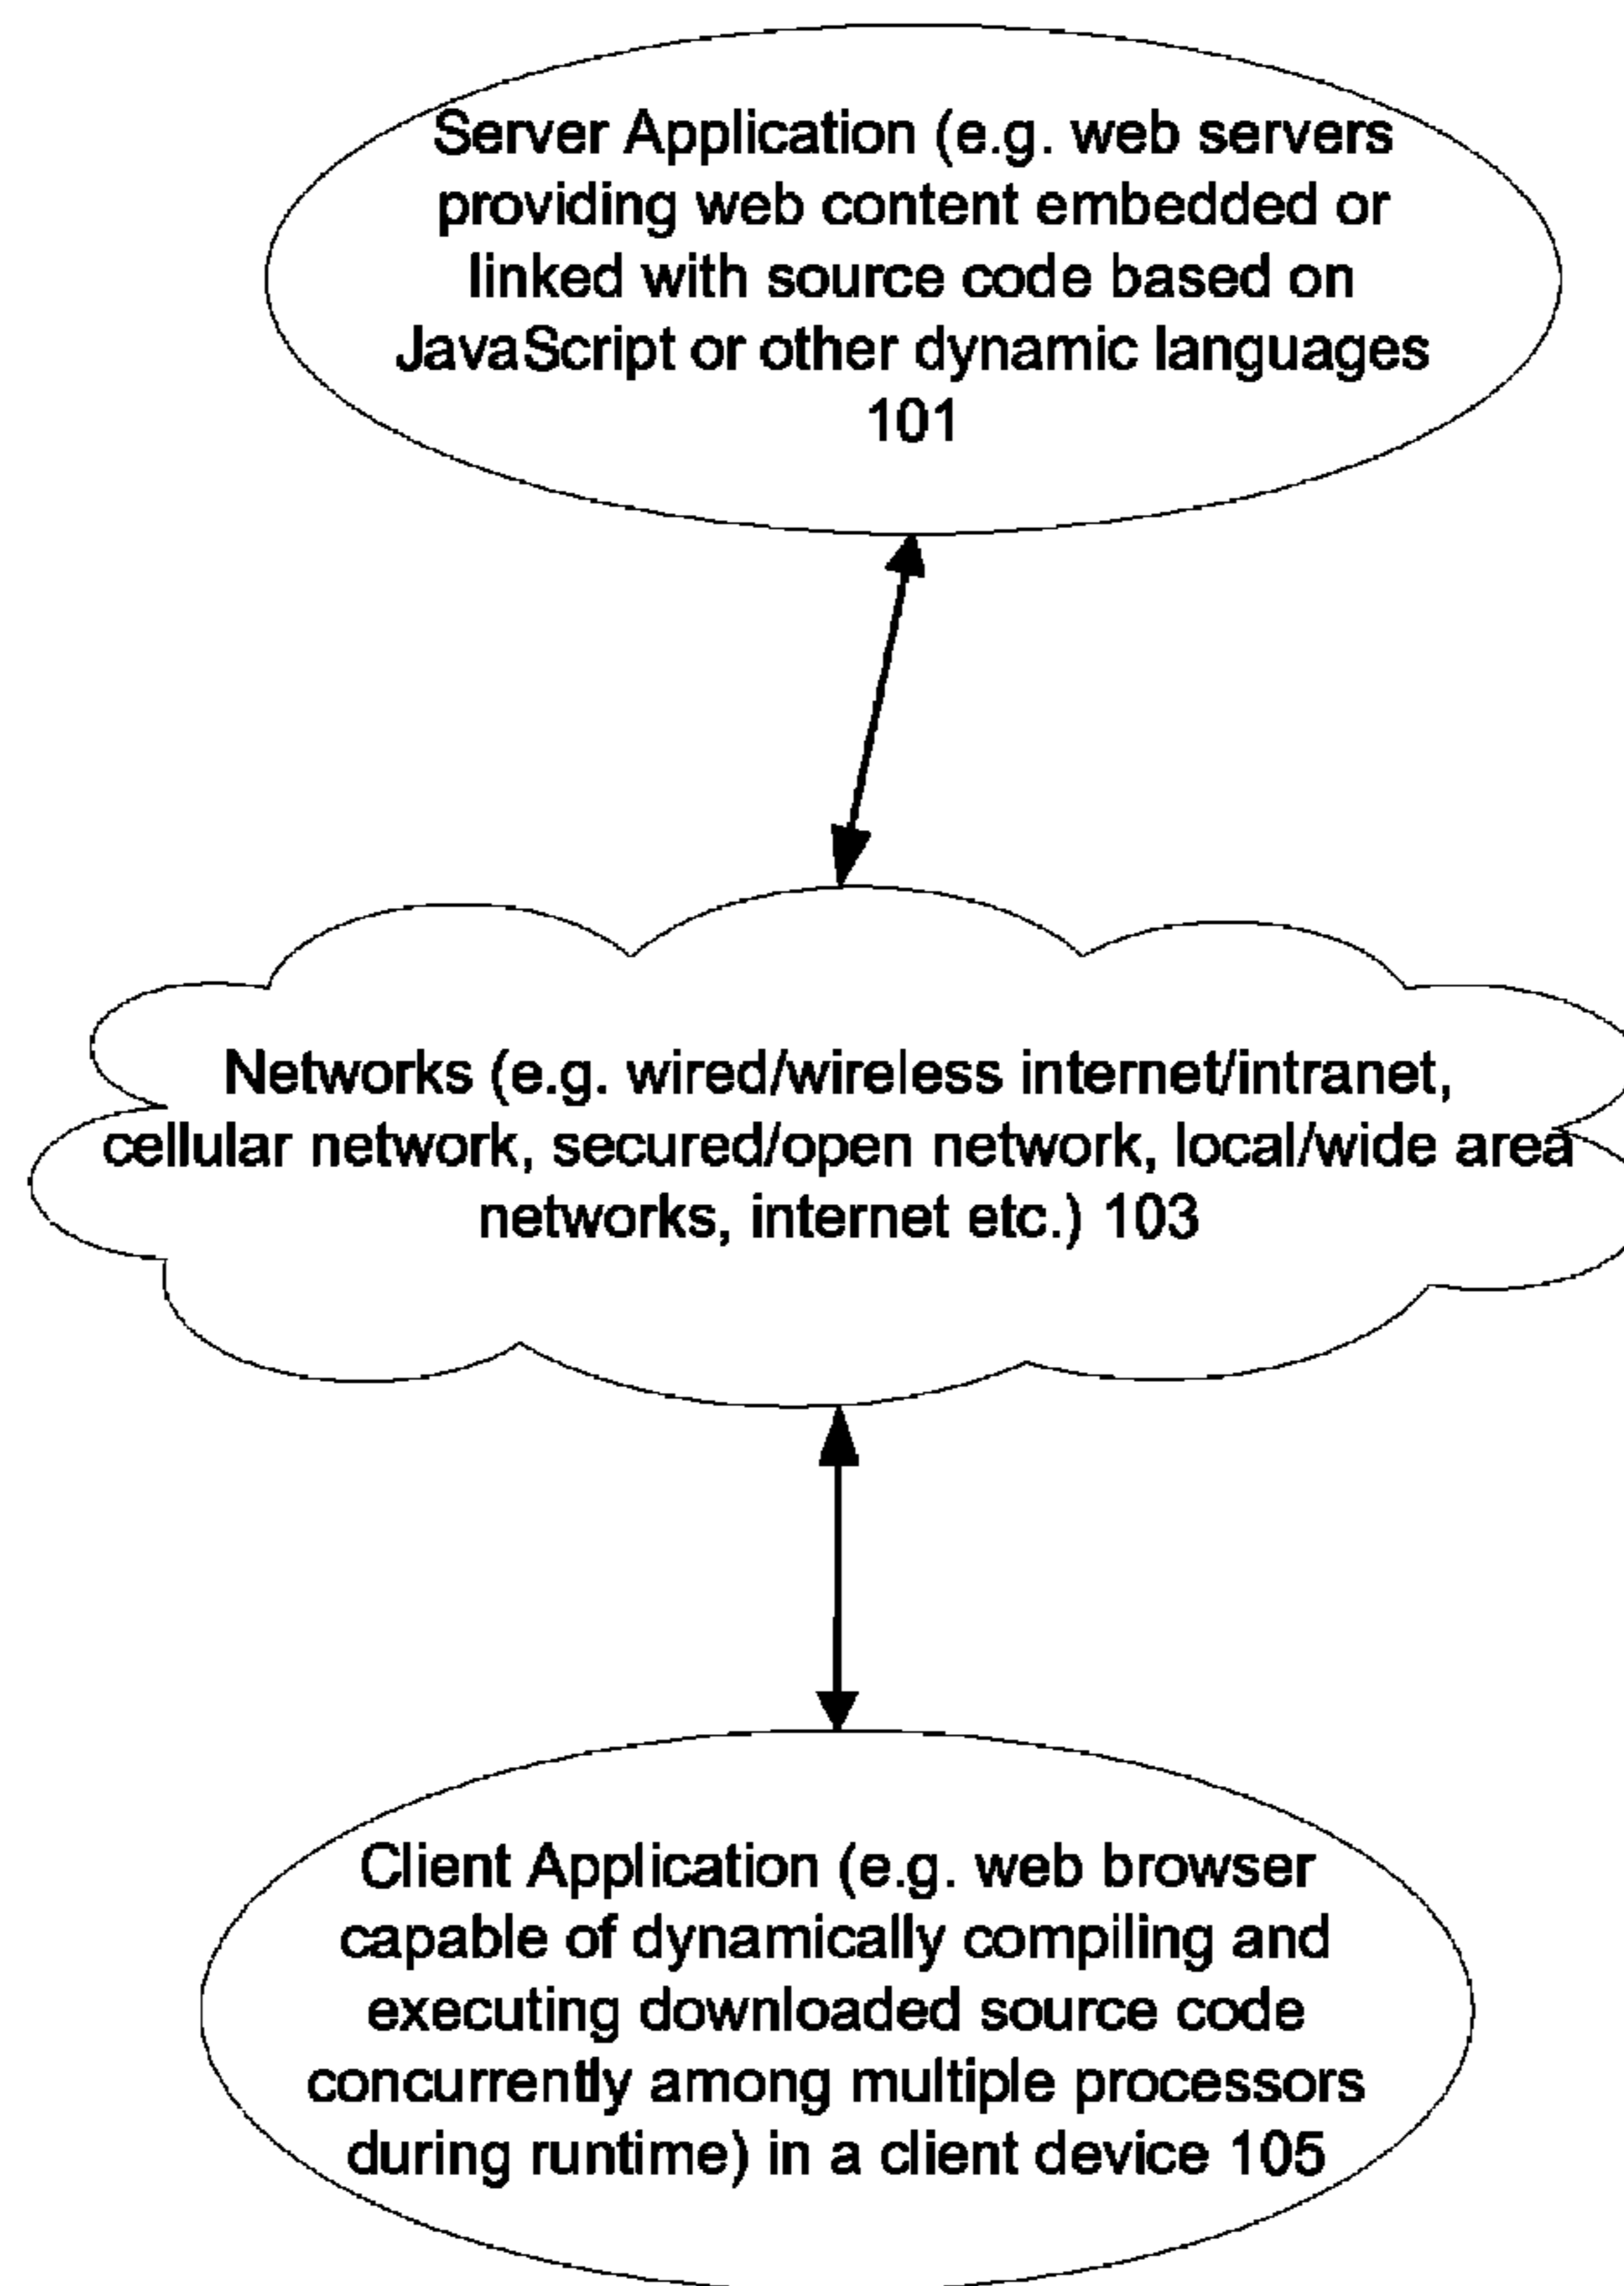 Server Application (e.g. web servers
providing web content embedded or
linked with source code based on
JavaScript or other dynamic languages
101
Networks (e.g. wired/wireless internet/intranet,
cellular network, secured/open network, local/wide area
networks, internet etc.) 103
Client Application (e.g. web browser
capable of dynamically compiling and
executing downloaded source code
concurrently among multiple processors
during runtime) in a client device 105